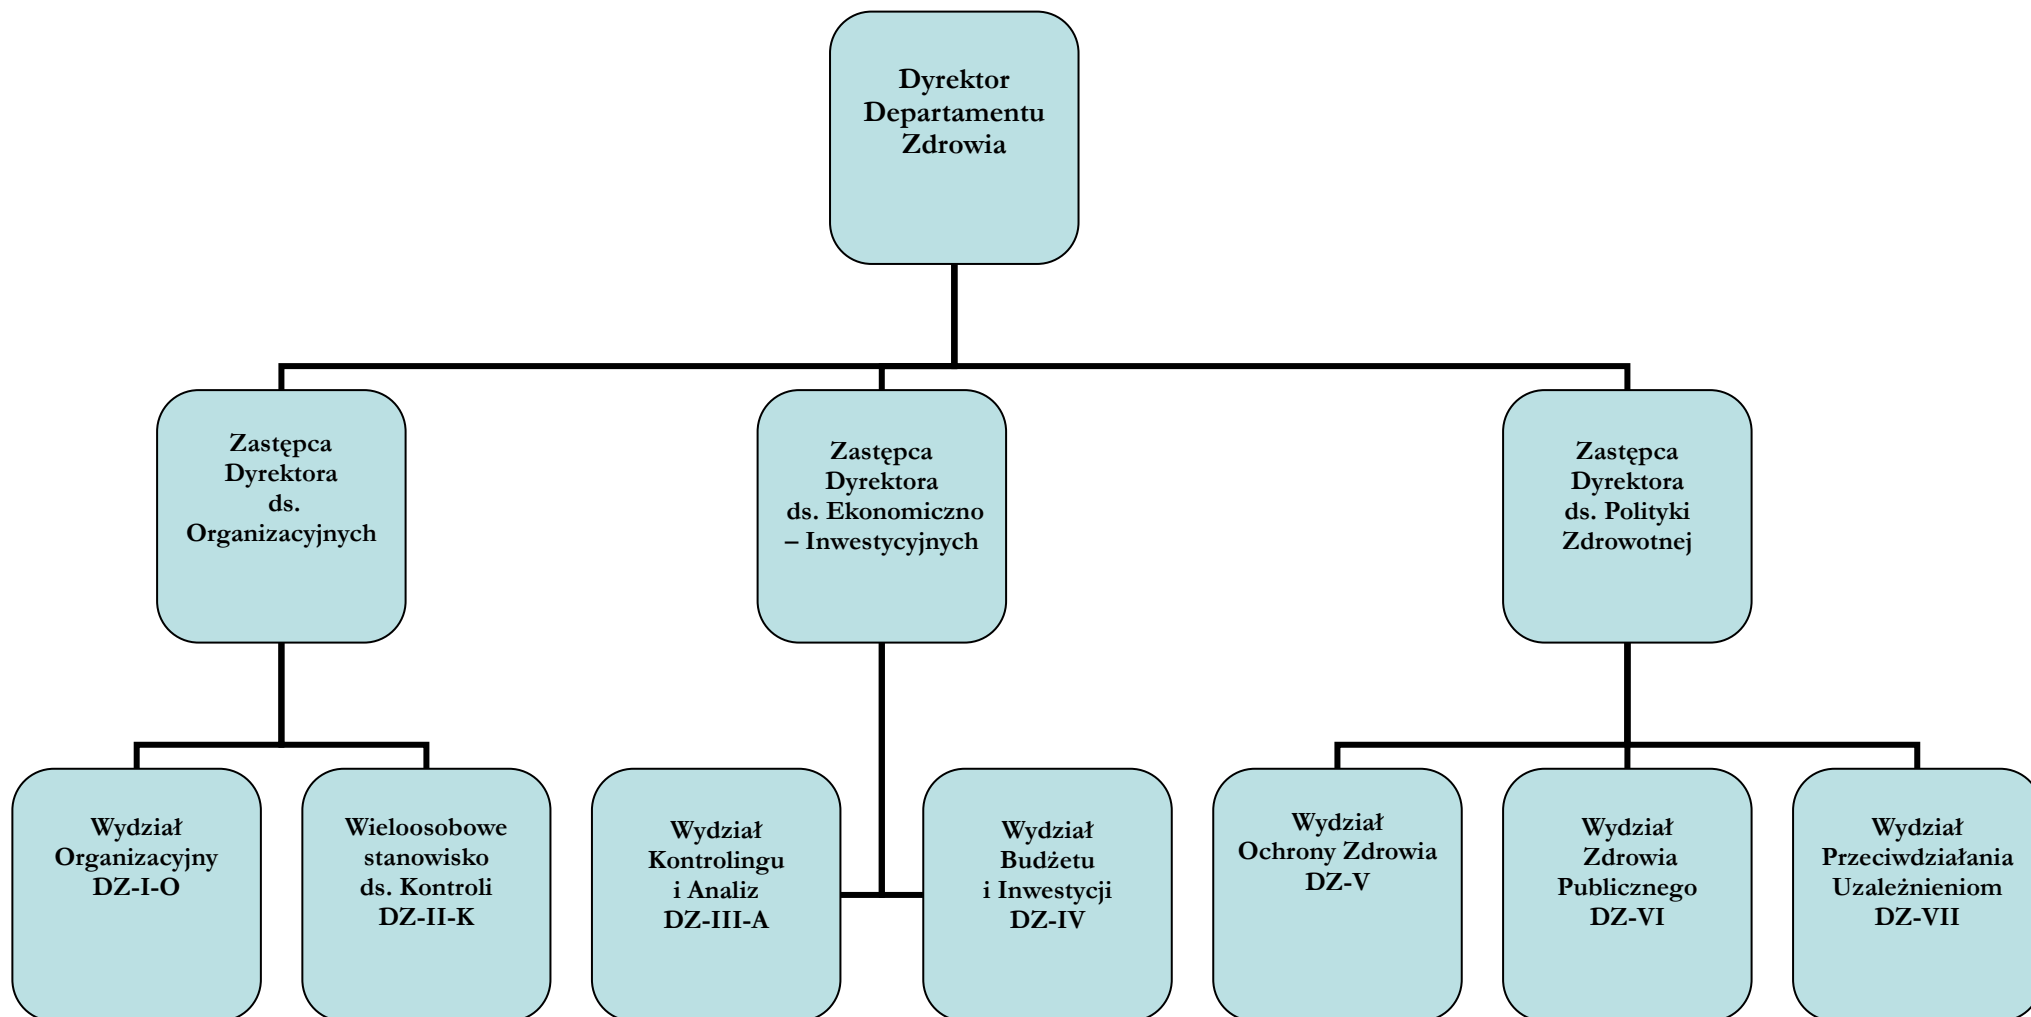 Dyrektor
Departamentu
Zdrowia
Zastępca
Dyrektora
ds.
Organizacyjnych
Zastępca
Dyrektora
ds. Ekonomiczno
– Inwestycyjnych
Zastępca
Dyrektora
ds. Polityki
Zdrowotnej
Wydział
Organizacyjny
DZ-I-O
Wieloosobowe
stanowisko
ds. Kontroli
DZ-II-K
Wydział
Kontrolingu
i Analiz
DZ-III-A
Wydział
Budżetu
i Inwestycji
DZ-IV
Wydział
Ochrony Zdrowia
DZ-V
Wydział
Zdrowia
Publicznego
DZ-VI
Wydział
Przeciwdziałania
Uzależnieniom
DZ-VII